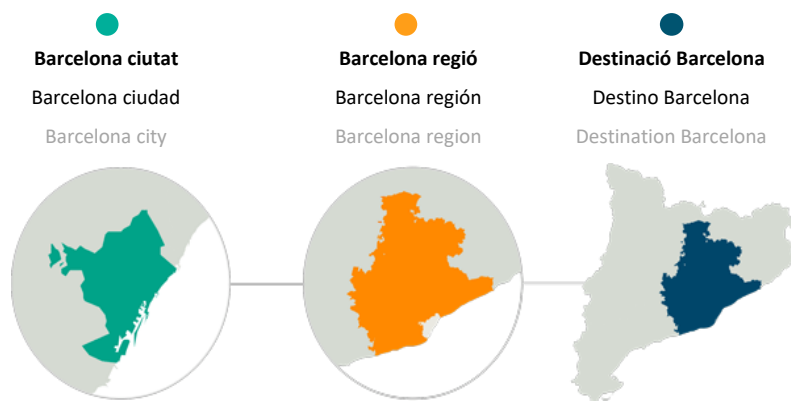 Barcelona ciutat
Barcelona ciudad
Barcelona city
Barcelona regió
Barcelona región
Barcelona region
Destinació Barcelona
Destino Barcelona
Destination Barcelona